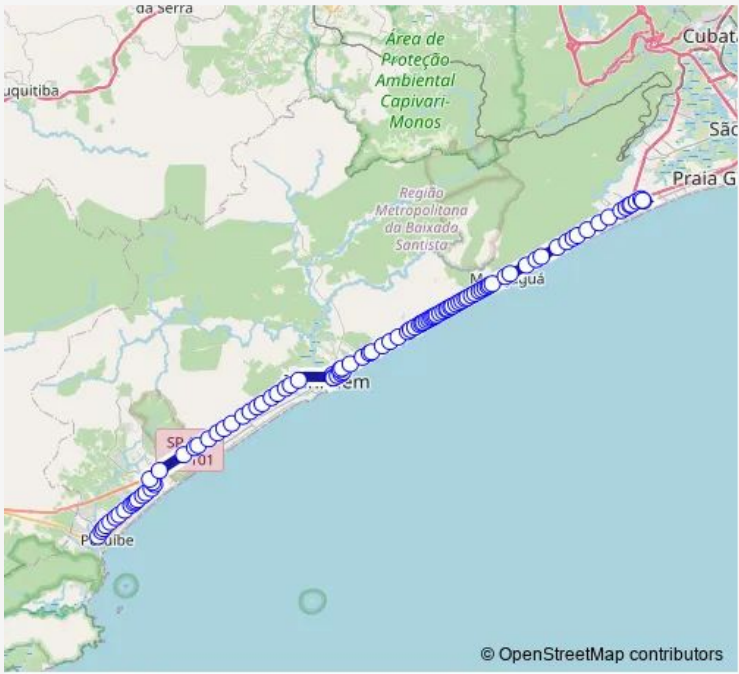 da Serra
Cubat
uquitiba
Área de
Proteção
Ambiental
Capivari-
Monos
São
Praia G
Região
Metropolitana
da Baixada
Santista
SP
101
© OpenStreetMap contributors